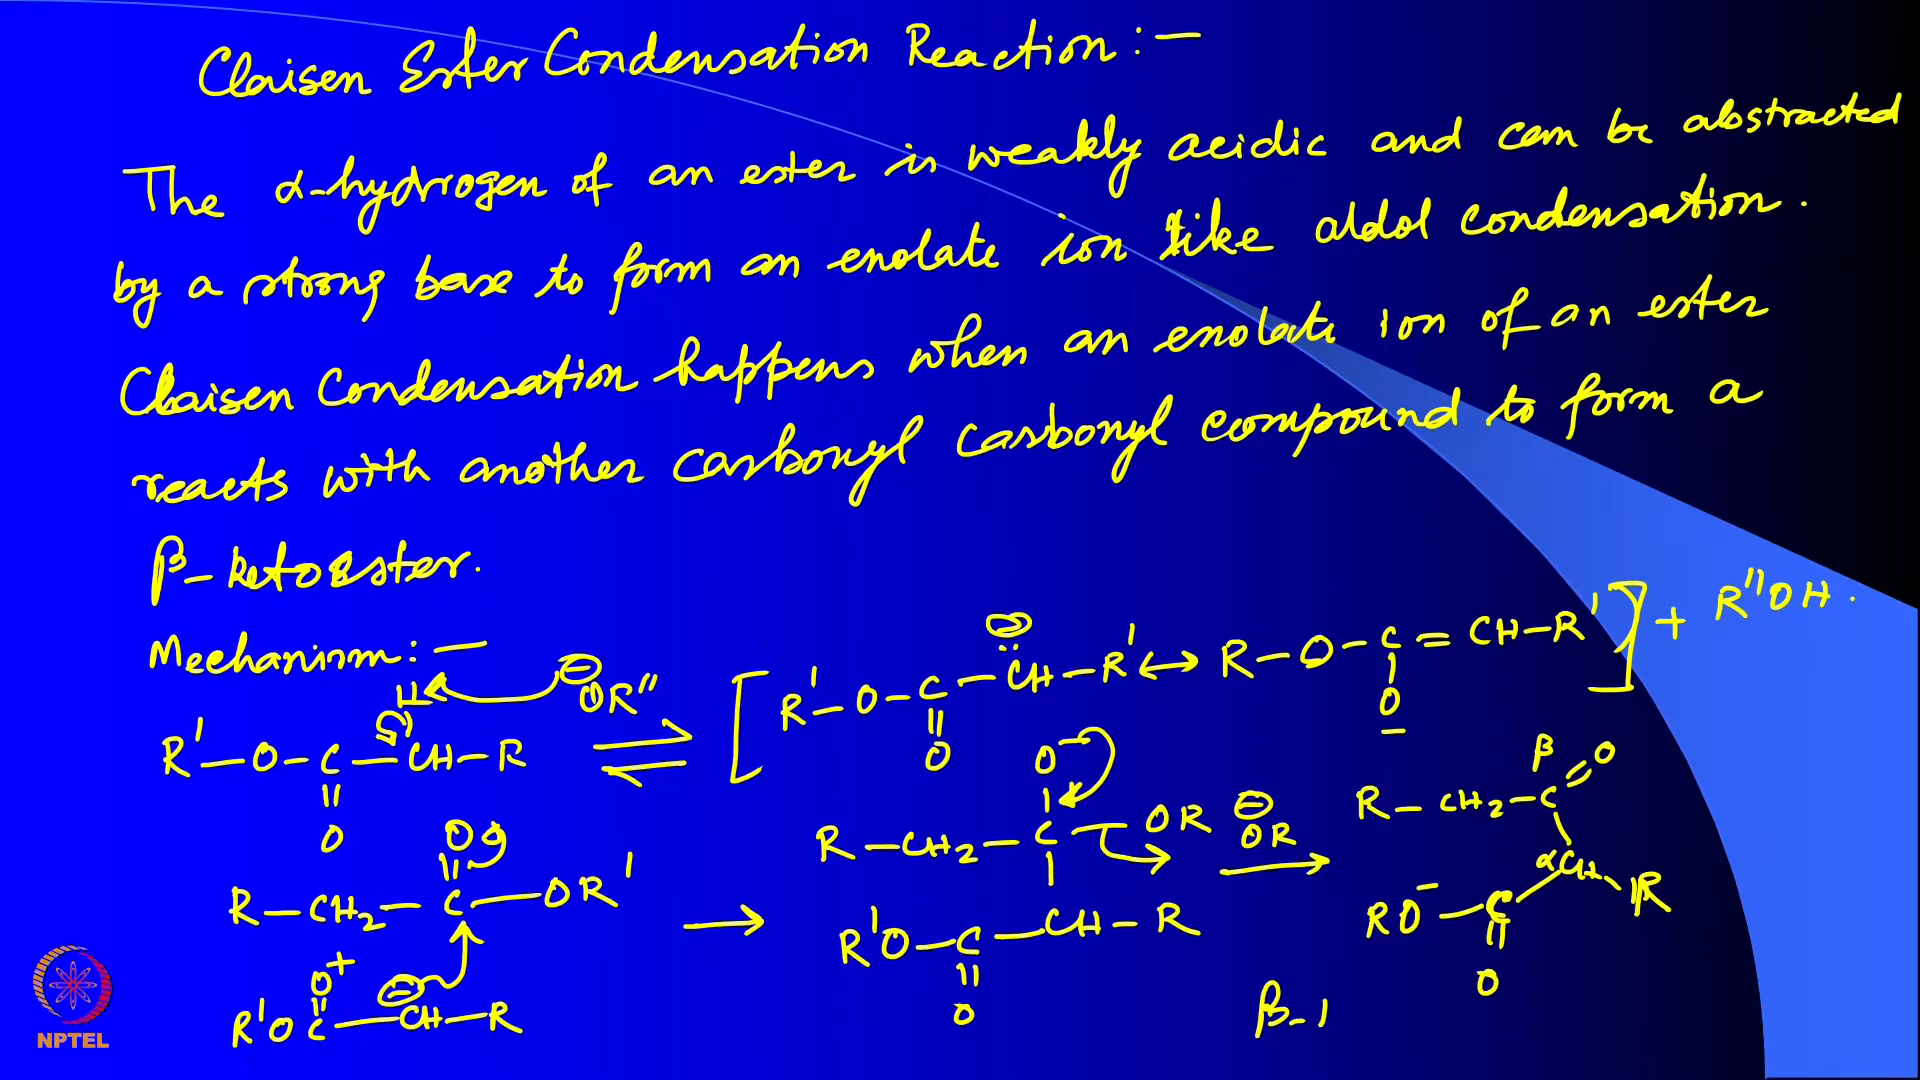 Claisen Ester Condensation Reaction :-
The α-hydrogen of an ester is weakly acidic and can be abstracted
by a strong base to form an enolate ion like aldol condensation.
Claisen Condensation happens when an enolate ion of an ester
reacts with another carbonyl carbonyl compound to form a
β-ketoester.
Mechanism :-
H ⊖OR''
R'-O-C-CH-R
O
[R'-O-C-CH-R' ↔ R-O-C=CH-R'] + R''OH.
⊖
O
O
-
O
R-CH2-C-OR'
O+
R'O C-CH-R
⊖
O-
R-CH2-C OR
R'O-C-CH-R
O
⊖
OR
β
O
R-CH2-C
αCH-R
RO- -C
O
β-1
NPTEL